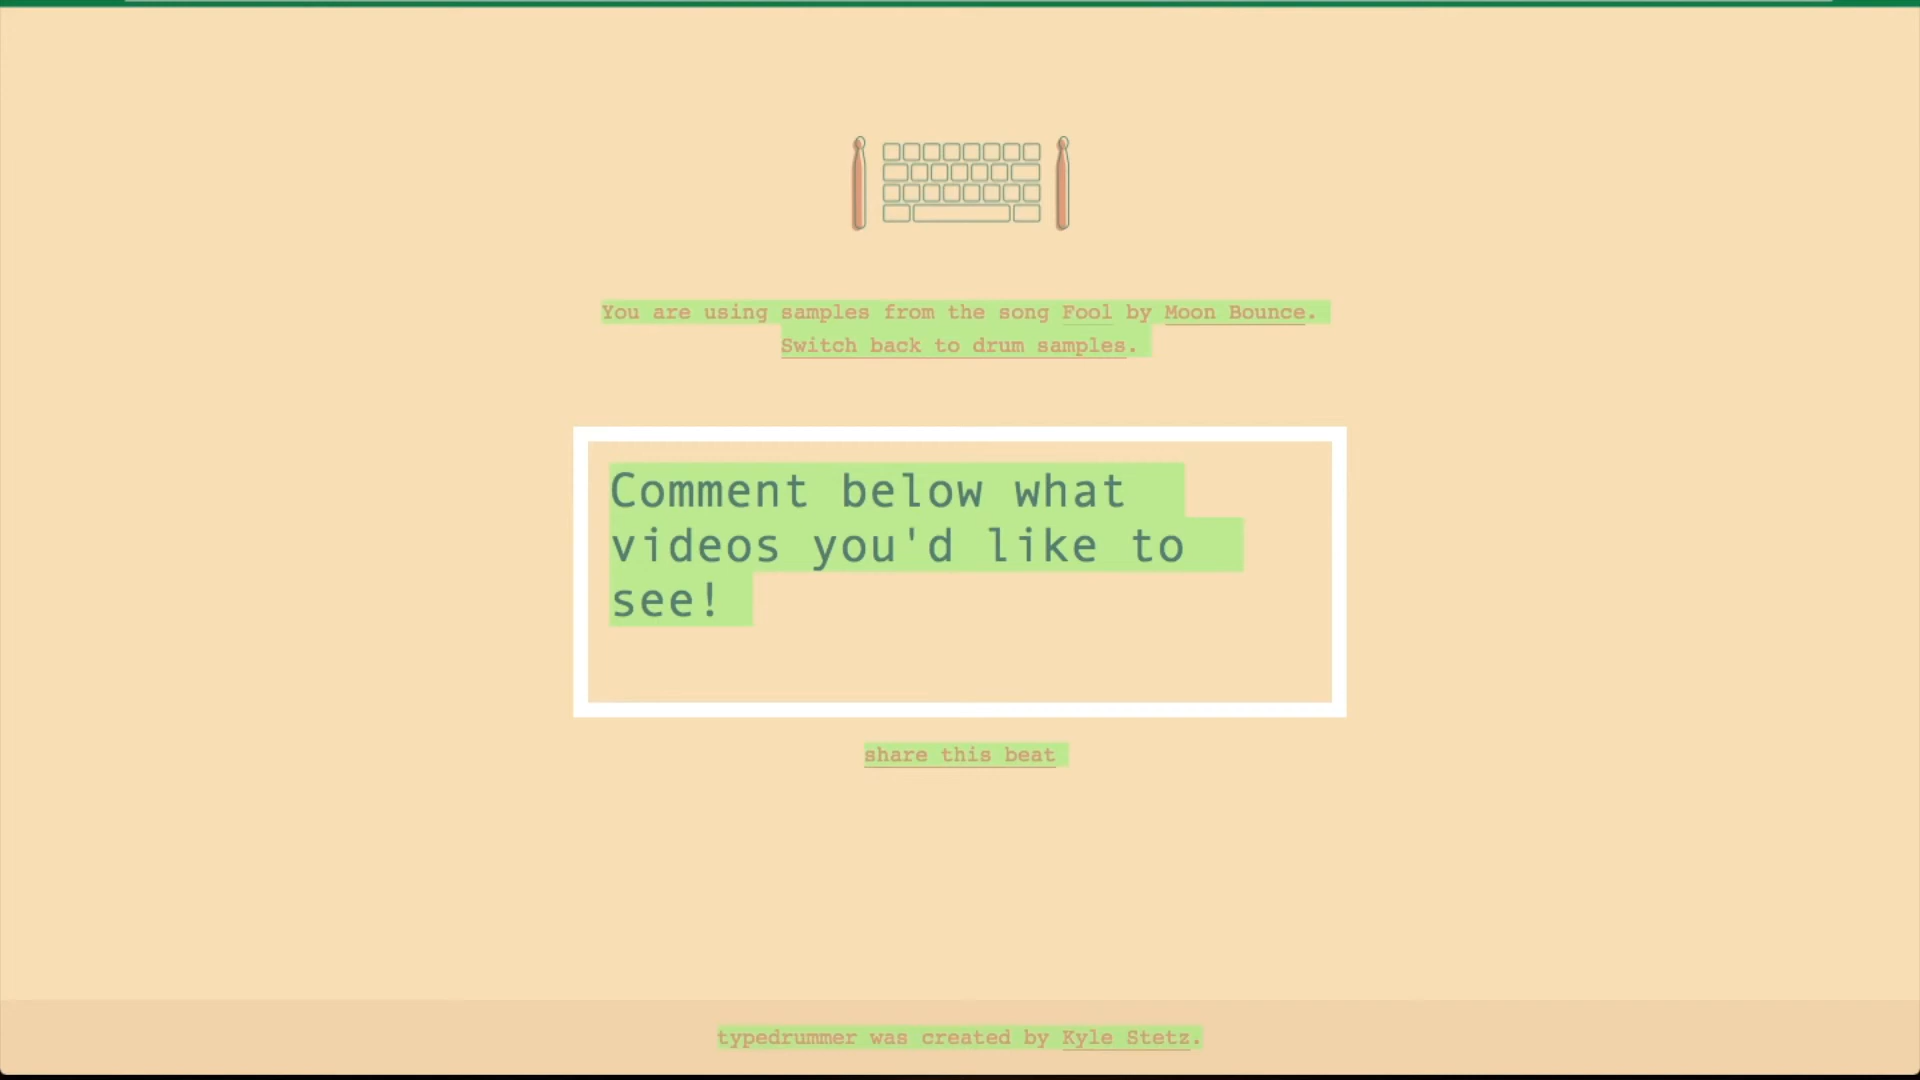 You are using samples from the song Fool by Moon Bounce.
Switch back to drum samples.
Comment below what
videos you'd like to
see!
share this beat
typedrummer was created by Kyle Stetz.